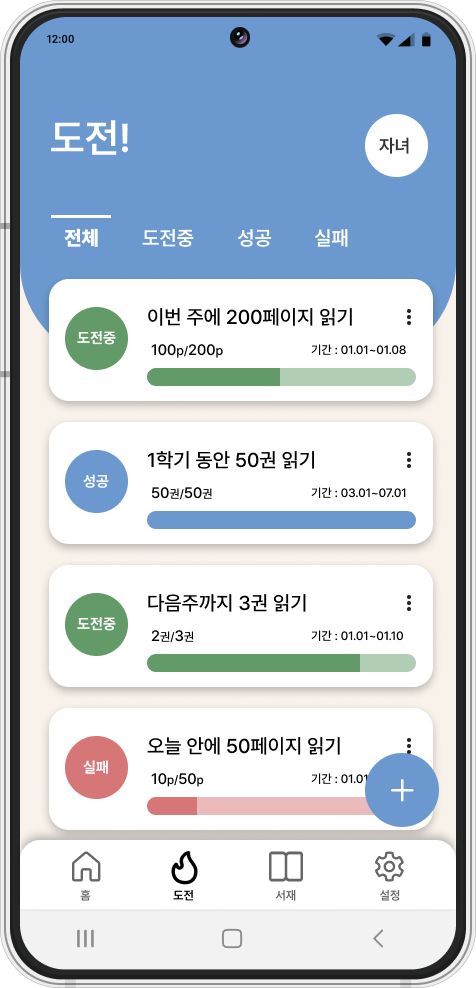 12:00
도전!
자녀
전체 도전중 성공 실패
도전중
이번 주에 200페이지 읽기
100p/200p 기간 : 01.01~01.08
성공
1학기 동안 50권 읽기
50권/50권 기간 : 03.01~07.01
도전중
다음주까지 3권 읽기
2권/3권 기간 : 01.01~01.10
실패
오늘 안에 50페이지 읽기
10p/50p 기간 : 01.01
홈 도전 서재 설정